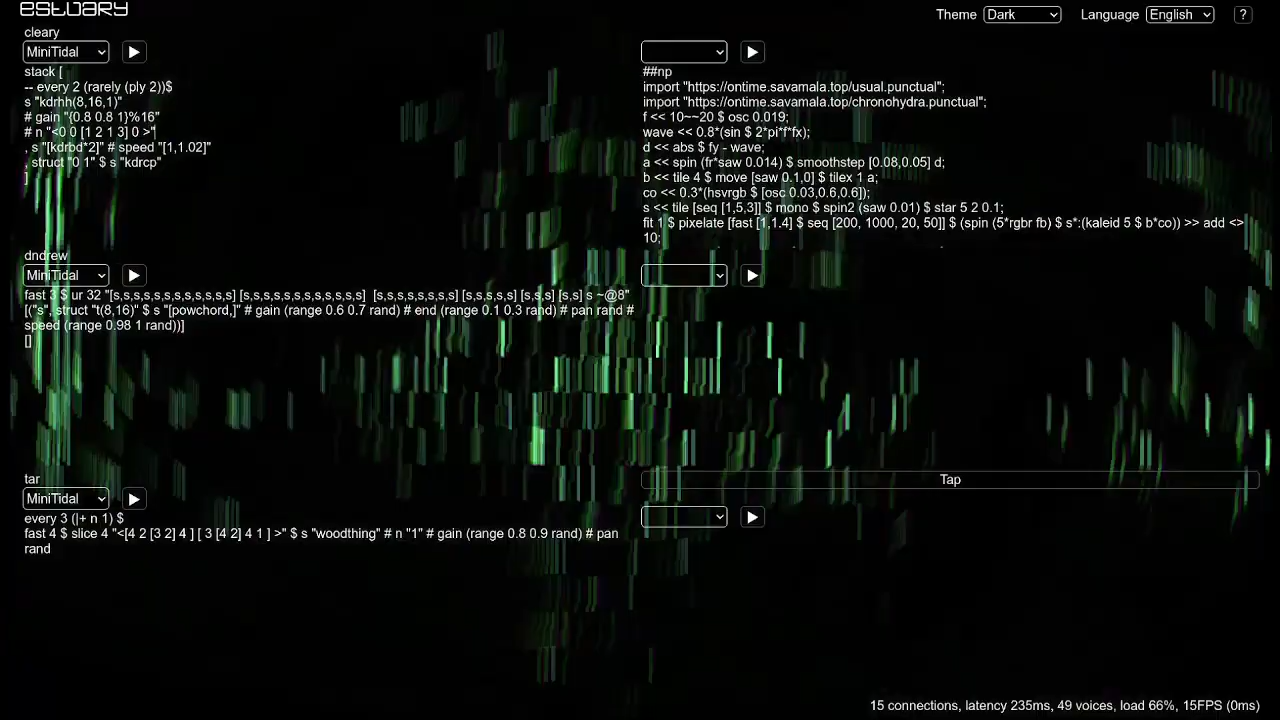 estuary
Theme Dark Language English ?
cleary
MiniTidal
stack [
-- every 2 (rarely (ply 2))$
s "kdrhh(8,16,1)"
# gain "{0.8 0.8 1}%16"
# n "<0 0 [1 2 1 3] 0 >"
, s "[kdrbd*2]" # speed "[1,1.02]"
, struct "0 1" $ s "kdrcp"
]
##np
import "https://ontime.savamala.top/usual.punctual";
import "https://ontime.savamala.top/chronohydra.punctual";
f << 10~~20 $ osc 0.019;
wave << 0.8*(sin $ 2*pi*f*fx);
d << abs $ fy - wave;
a << spin (fr*saw 0.014) $ smoothstep [0.08,0.05] d;
b << tile 4 $ move [saw 0.1,0] $ tilex 1 a;
co << 0.3*(hsvrgb $ [osc 0.03,0.6,0.6]);
s << tile [seq [1,5,3]] $ mono $ spin2 (saw 0.01) $ star 5 2 0.1;
fit 1 $ pixelate [fast [1,1.4] $ seq [200, 1000, 20, 50]] $ (spin (5*rgbr fb) $ s*:(kaleid 5 $ b*co)) >> add <>
10;
dndrew
MiniTidal
fast 3 $ ur 32 "[s,s,s,s,s,s,s,s,s,s,s,s] [s,s,s,s,s,s,s,s,s,s,s,s]  [s,s,s,s,s,s,s,s] [s,s,s,s,s] [s,s,s] [s,s] s ~@8"
[("s", struct "t(8,16)" $ s "[powchord,]" # gain (range 0.6 0.7 rand) # end (range 0.1 0.3 rand) # pan rand #
speed (range 0.98 1 rand))]
[]
tar
MiniTidal
every 3 (|+ n 1) $
fast 4 $ slice 4 "<[4 2 [3 2] 4 ] [ 3 [4 2] 4 1 ] >" $ s "woodthing" # n "1" # gain (range 0.8 0.9 rand) # pan
rand
Tap
15 connections, latency 235ms, 49 voices, load 66%, 15FPS (0ms)